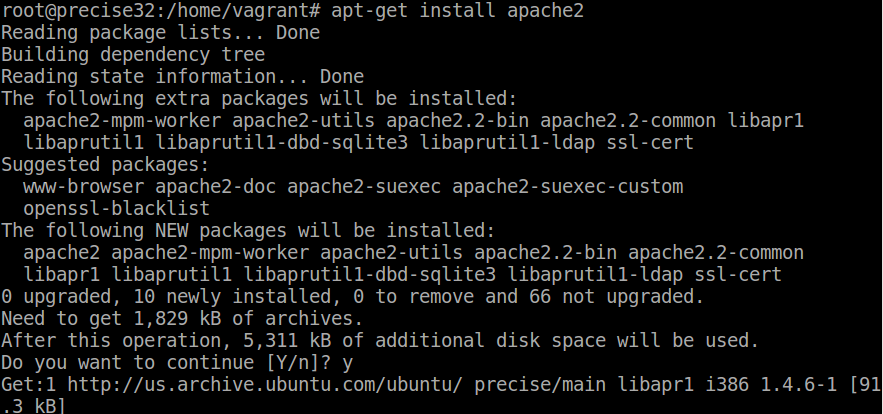 root@precise32:/home/vagrant# apt-get install apache2
Reading package lists... Done
Building dependency tree
Reading state information... Done
The following extra packages will be installed:
  apache2-mpm-worker apache2-utils apache2.2-bin apache2.2-common libapr1
  libaprutil1 libaprutil1-dbd-sqlite3 libaprutil1-ldap ssl-cert
Suggested packages:
  www-browser apache2-doc apache2-suexec apache2-suexec-custom
  openssl-blacklist
The following NEW packages will be installed:
  apache2 apache2-mpm-worker apache2-utils apache2.2-bin apache2.2-common
  libapr1 libaprutil1 libaprutil1-dbd-sqlite3 libaprutil1-ldap ssl-cert
0 upgraded, 10 newly installed, 0 to remove and 66 not upgraded.
Need to get 1,829 kB of archives.
After this operation, 5,311 kB of additional disk space will be used.
Do you want to continue [Y/n]? y
Get:1 http://us.archive.ubuntu.com/ubuntu/ precise/main libapr1 i386 1.4.6-1 [91
.3 kB]